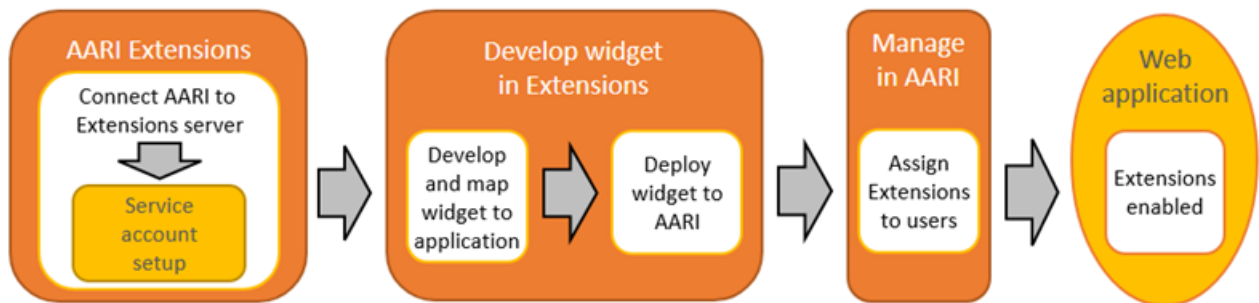 AARI Extensions
Connect AARI to
Extensions server
Service
account
setup
Develop widget
in Extensions
Develop
and map
widget to
application
Deploy
widget to
AARI
Manage
in AARI
Assign
Extensions
to users
Web
application
Extensions
enabled